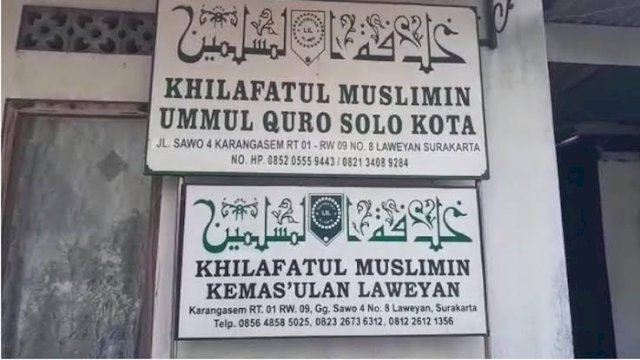 خلافة المسلمين
KHILAFATUL MUSLIMIN
UMMUL QURO SOLO KOTA
JL. SAWO 4 KARANGASEM RT 01 - RW 09 NO. 8 LAWEYAN SURAKARTA
NO. HP. 0852 0555 9443 / 0821 3408 9284
خلافة المسلمين
KHILAFATUL MUSLIMIN
KEMAS'ULAN LAWEYAN
Karangasem RT. 01 RW. 09, Gg. Sawo 4 No. 8 Laweyan, Surakarta
Telp. 0856 4858 5025, 0823 2673 6312, 0812 2612 1356